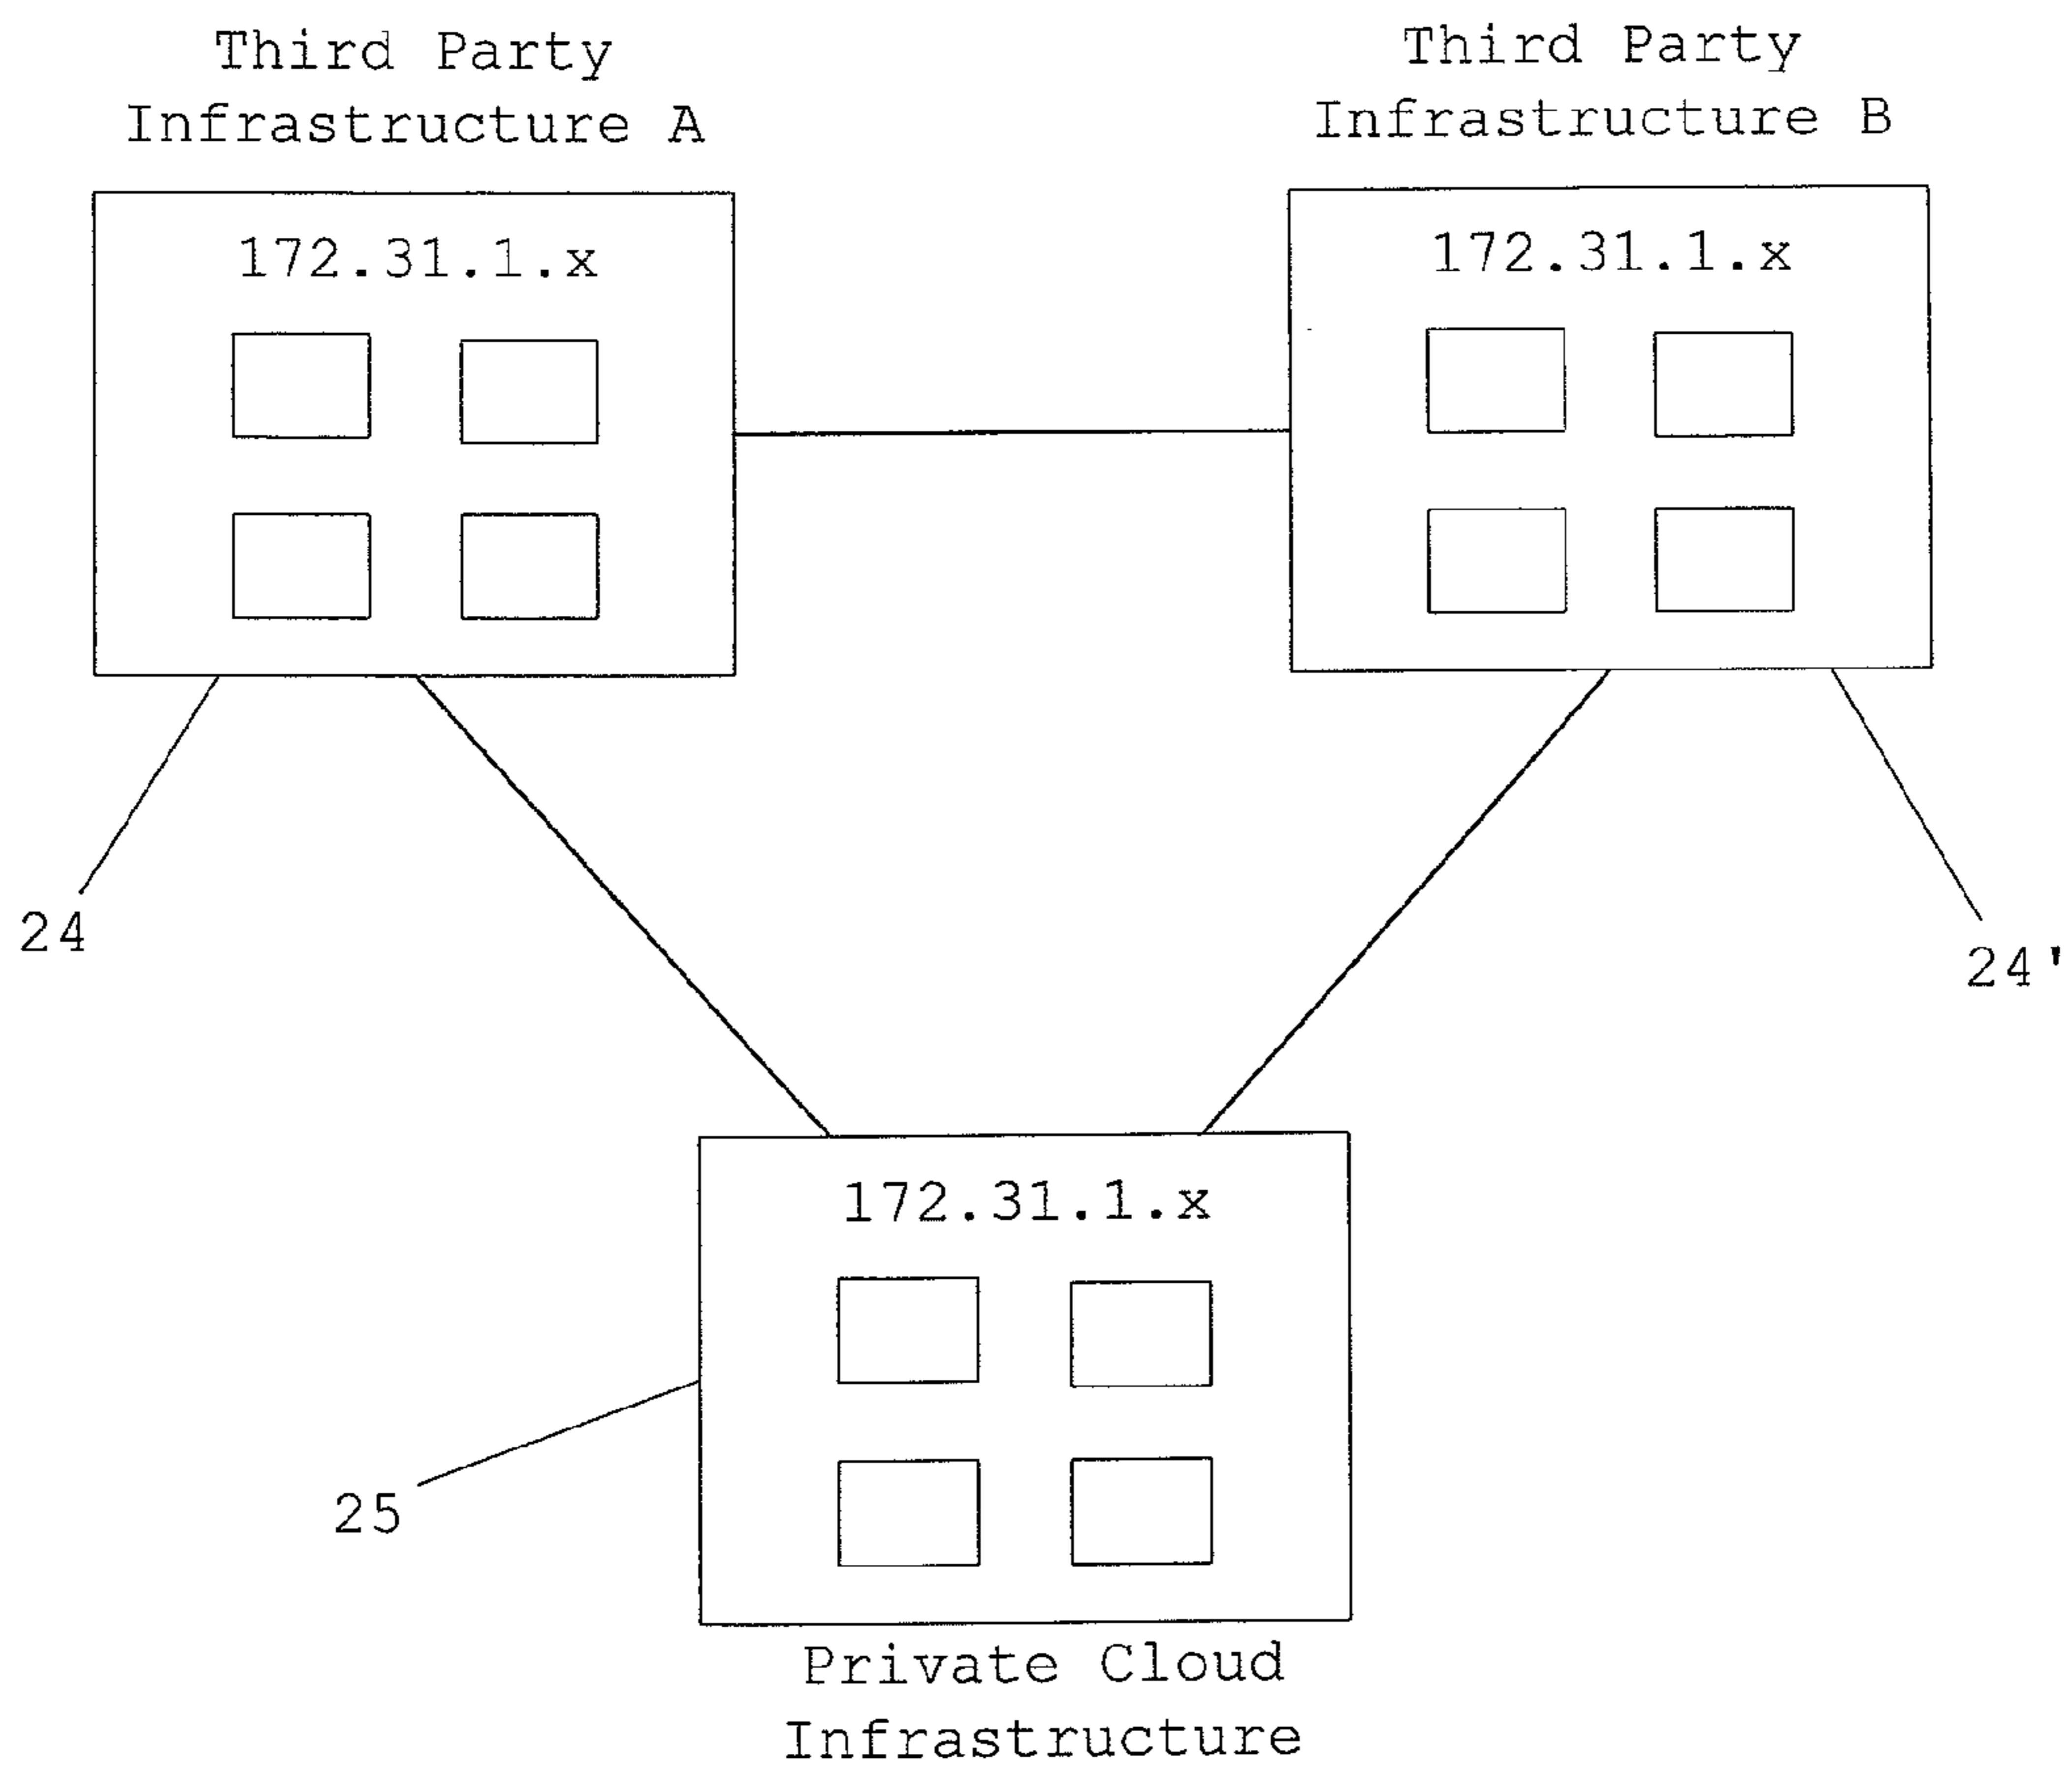 Third Party
Infrastructure A
Third Party
Infrastructure B
172.31.1.x
172.31.1.x
24
24'
172.31.1.x
25
Private Cloud
Infrastructure